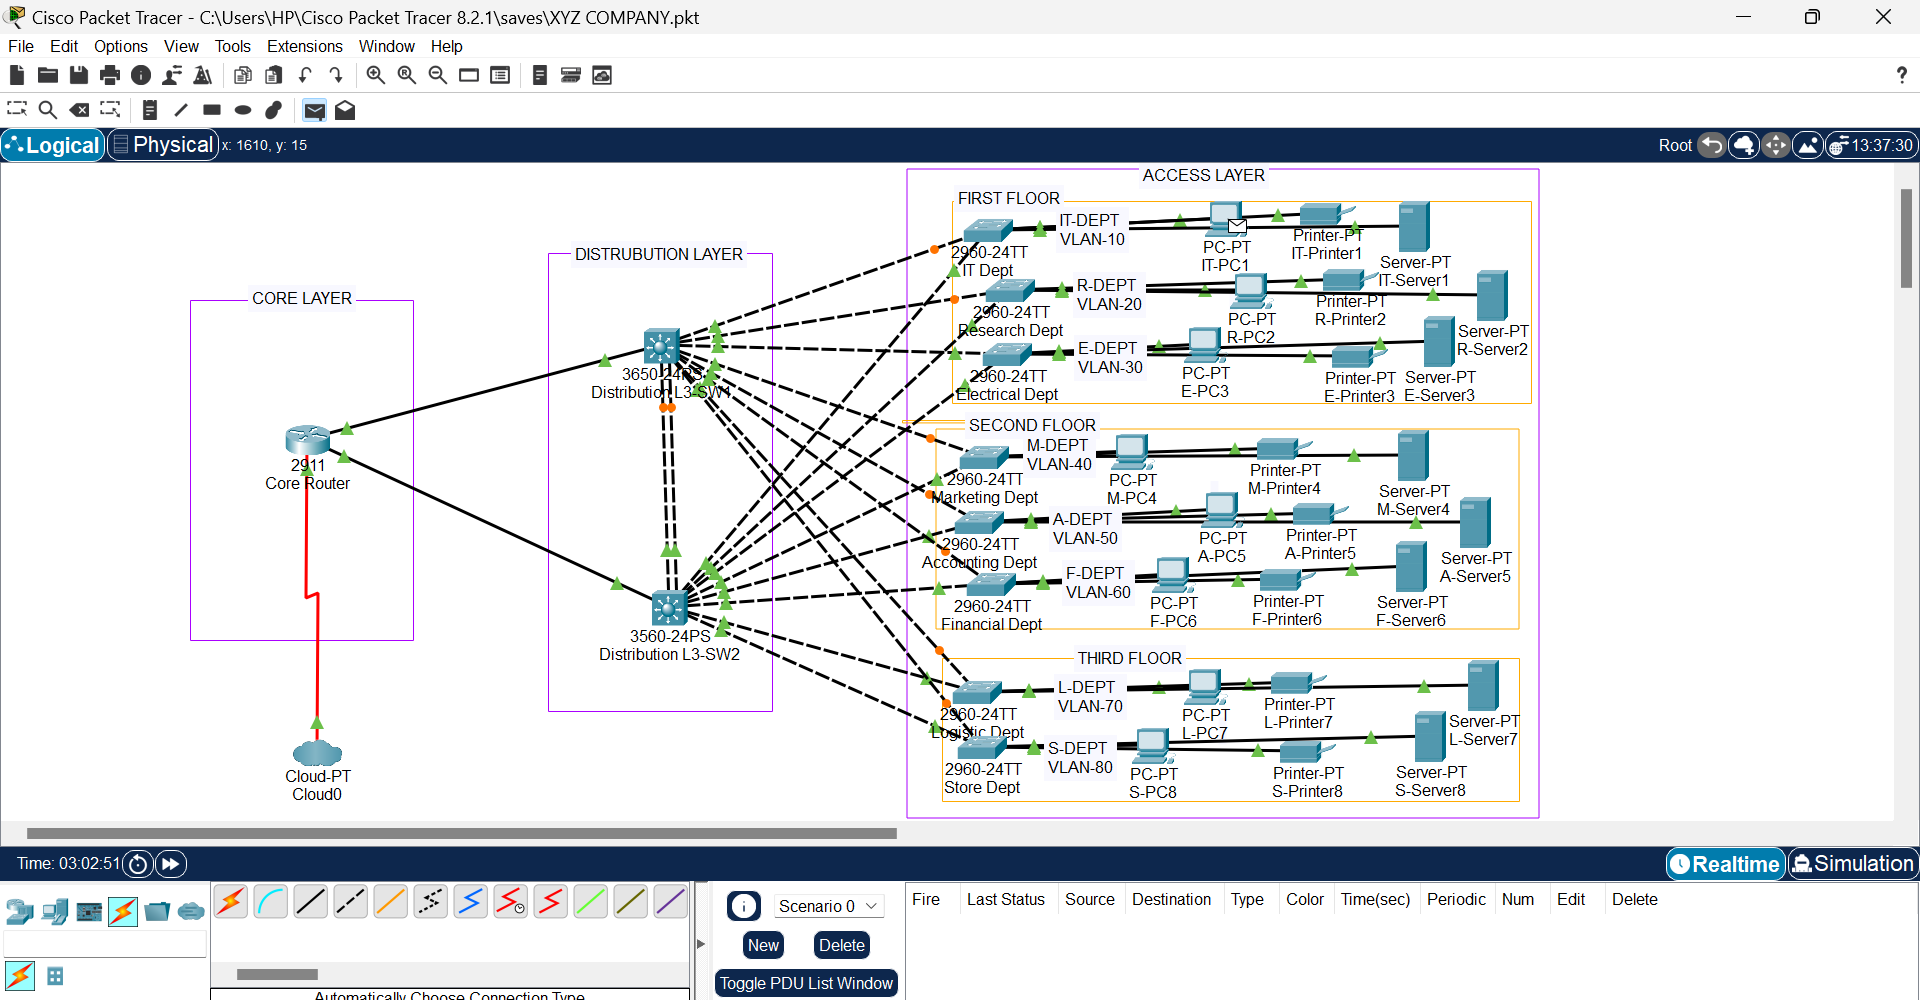 Cisco Packet Tracer - C:\Users\HP\Cisco Packet Tracer 8.2.1\saves\XYZ COMPANY.pkt
File Edit Options View Tools Extensions Window Help
Logical Physical x: 1610, y: 15 Root 13:37:30
ACCESS LAYER
FIRST FLOOR
IT-DEPT
VLAN-10
2960-24TT
IT Dept
PC-PT
IT-PC1
Printer-PT
IT-Printer1
Server-PT
IT-Server1
R-DEPT
VLAN-20
2960-24TT
Research Dept
PC-PT
R-PC2
Printer-PT
R-Printer2
Server-PT
R-Server2
E-DEPT
VLAN-30
2960-24TT
Electrical Dept
PC-PT
E-PC3
Printer-PT
E-Printer3
Server-PT
E-Server3
DISTRUBUTION LAYER
CORE LAYER
3650-24PS
Distribution L3-SW1
2911
Core Router
3560-24PS
Distribution L3-SW2
Cloud-PT
Cloud0
SECOND FLOOR
M-DEPT
VLAN-40
2960-24TT
Marketing Dept
PC-PT
M-PC4
Printer-PT
M-Printer4
Server-PT
M-Server4
A-DEPT
VLAN-50
2960-24TT
Accounting Dept
PC-PT
A-PC5
Printer-PT
A-Printer5
Server-PT
A-Server5
F-DEPT
VLAN-60
2960-24TT
Financial Dept
PC-PT
F-PC6
Printer-PT
F-Printer6
Server-PT
F-Server6
THIRD FLOOR
L-DEPT
VLAN-70
2960-24TT
Logistic Dept
PC-PT
L-PC7
Printer-PT
L-Printer7
Server-PT
L-Server7
S-DEPT
VLAN-80
2960-24TT
Store Dept
PC-PT
S-PC8
Printer-PT
S-Printer8
Server-PT
S-Server8
Time: 03:02:51 Realtime Simulation
Scenario 0
New Delete
Toggle PDU List Window
Fire Last Status Source Destination Type Color Time(sec) Periodic Num Edit Delete
Automatically Choose Connection Type